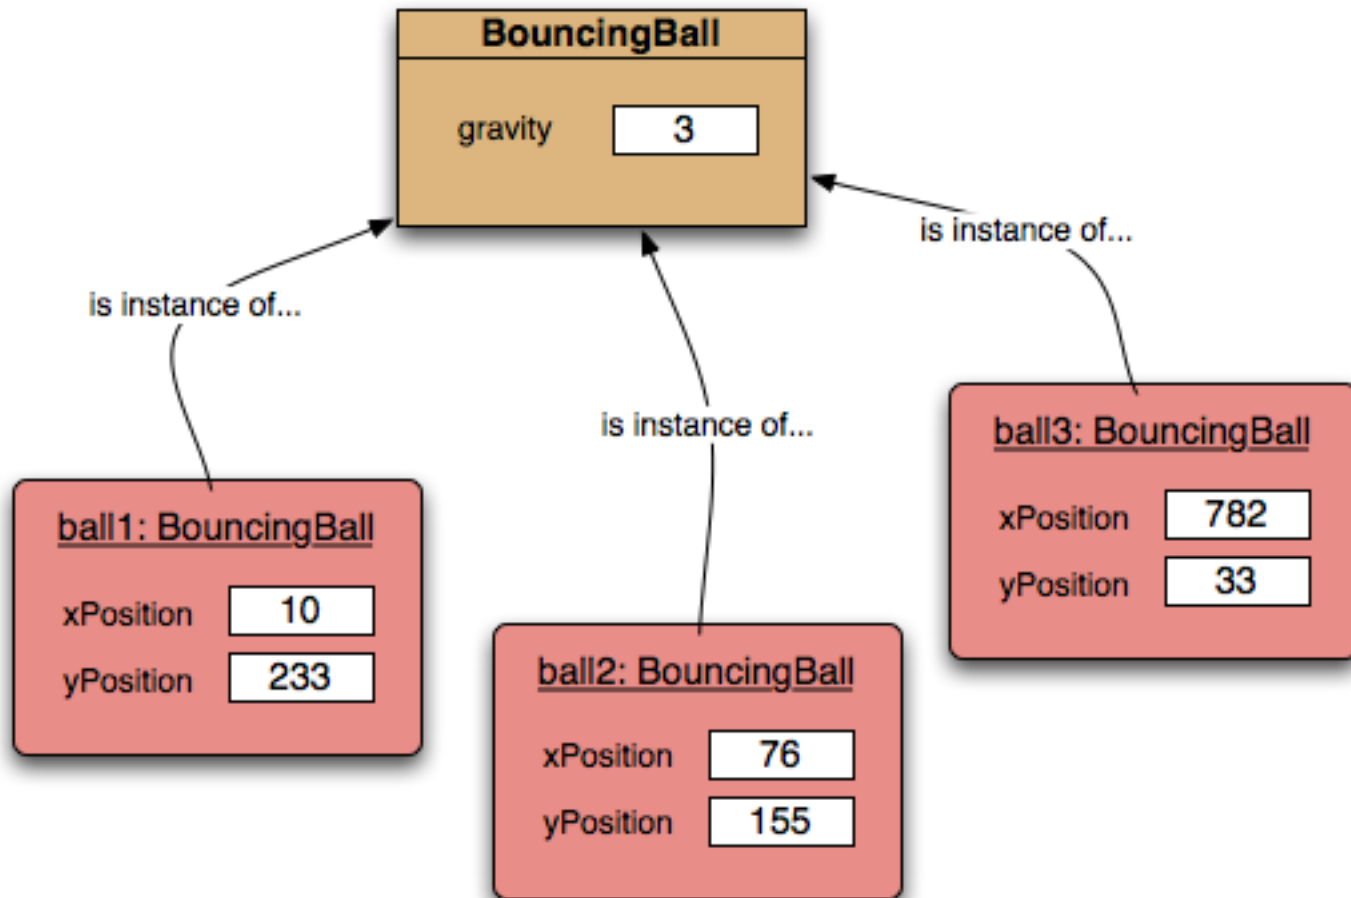 BouncingBall
gravity 3
is instance of...
is instance of...
is instance of...
ball1: BouncingBall
xPosition 10
yPosition 233
ball2: BouncingBall
xPosition 76
yPosition 155
ball3: BouncingBall
xPosition 782
yPosition 33